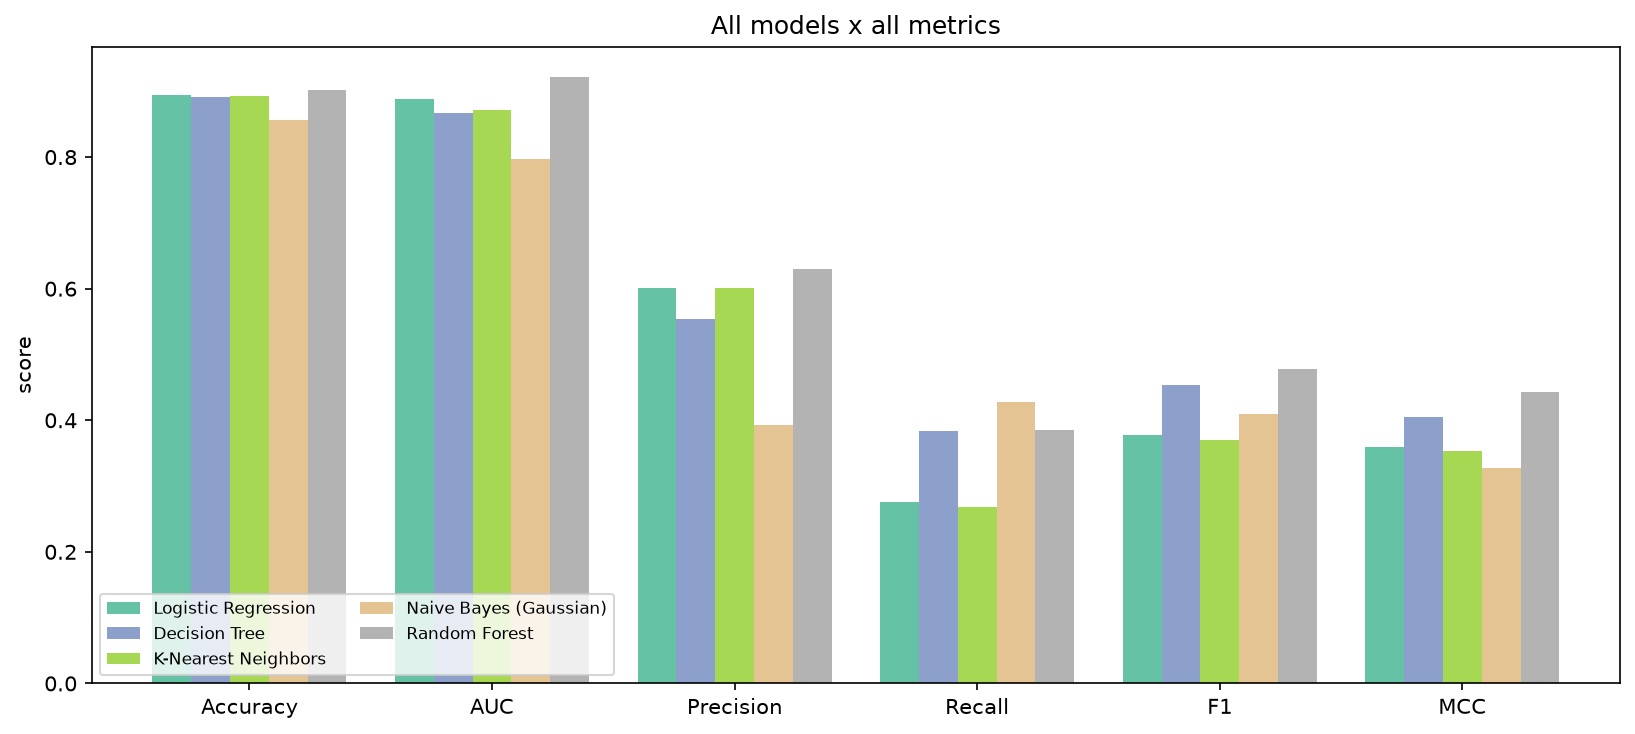 All models x all metrics
score
0.8
0.6
0.4
0.2
0.0
Logistic Regression
Decision Tree
K-Nearest Neighbors
Naive Bayes (Gaussian)
Random Forest
Accuracy
AUC
Precision
Recall
F1
MCC